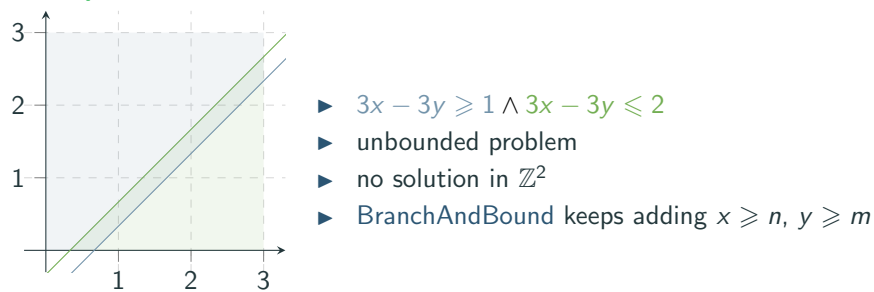 3
2
1
1 2 3
▶ 3x − 3y ⩾ 1 ∧ 3x − 3y ⩽ 2
▶ unbounded problem
▶ no solution in ℤ²
▶ BranchAndBound keeps adding x ⩾ n, y ⩾ m